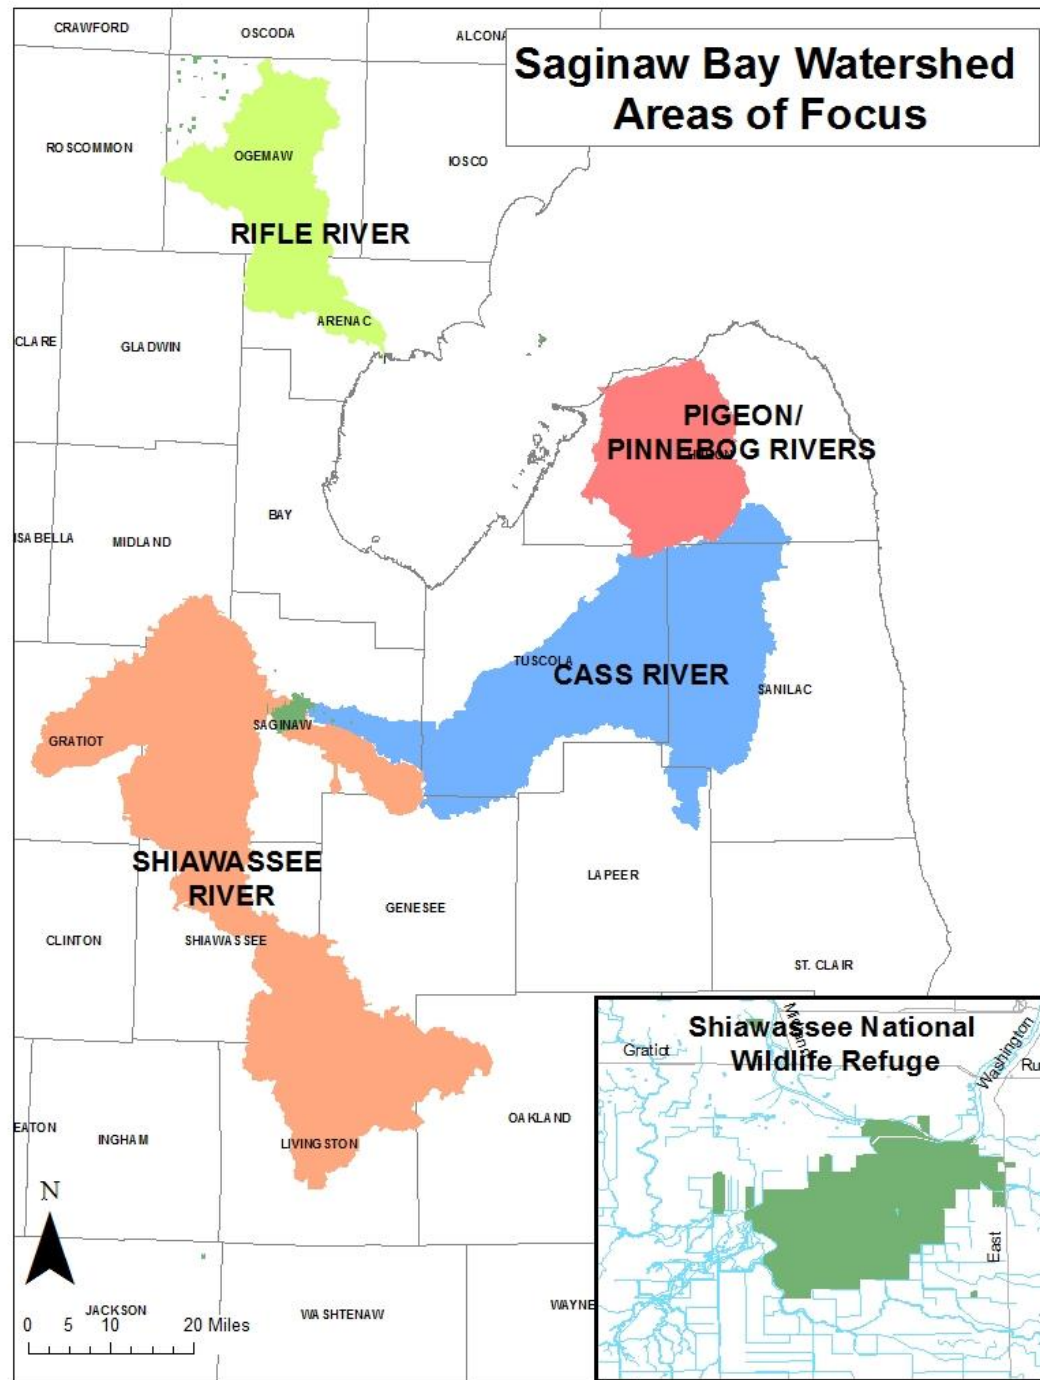 CRAWFORD
OSCODA
ALCONA
Saginaw Bay Watershed
Areas of Focus
ROSCOMMON
OGEMAW
IOSCO
RIFLE RIVER
ARENAC
CLARE
GLADWIN
PIGEON/
PINNEBOG RIVERS
BAY
ISABELLA
MIDLAND
TUSCOLA
CASS RIVER
SANILAC
SAGINAW
GRATIOT
SHIAWASSEE
RIVER
LAPEER
GENESEE
CLINTON
SHIAWASSEE
ST. CLAIR
Shiawassee National
Wildlife Refuge
Gratiot
Midland
Washington
Ru
East
OAKLAND
EATON
INGHAM
LIVINGSTON
N
JACKSON
WASHTENAW
WAYNE
0 5 10 20 Miles